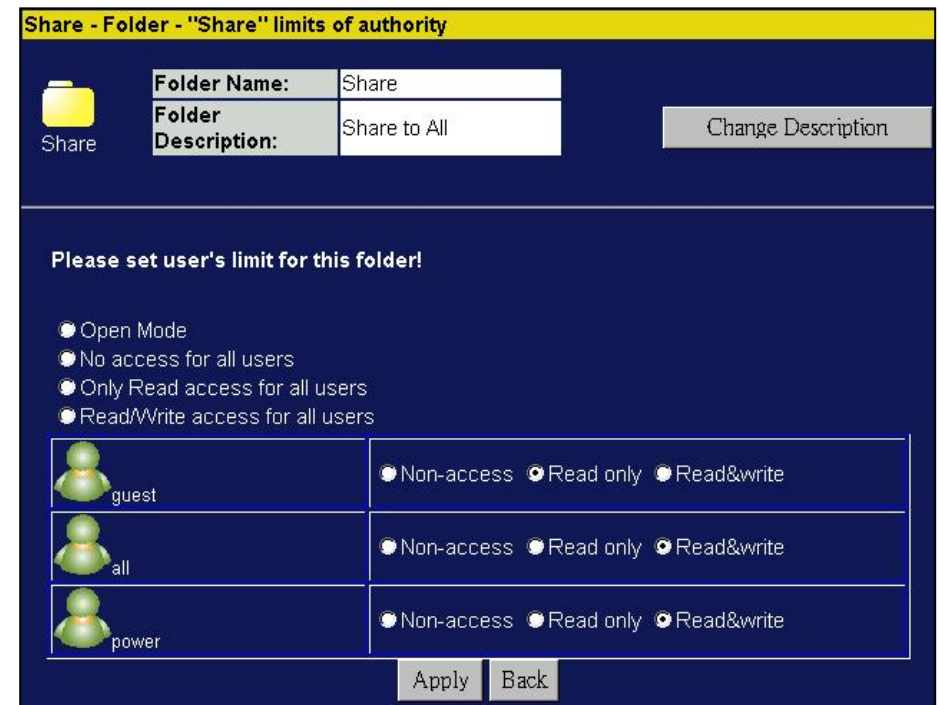 Share - Folder - "Share" limits of authority
Share
Folder Name: Share
Folder Description: Share to All
Change Description
Please set user's limit for this folder!
Open Mode
No access for all users
Only Read access for all users
Read/Write access for all users
guest Non-access Read only Read&write
all Non-access Read only Read&write
power Non-access Read only Read&write
Apply Back